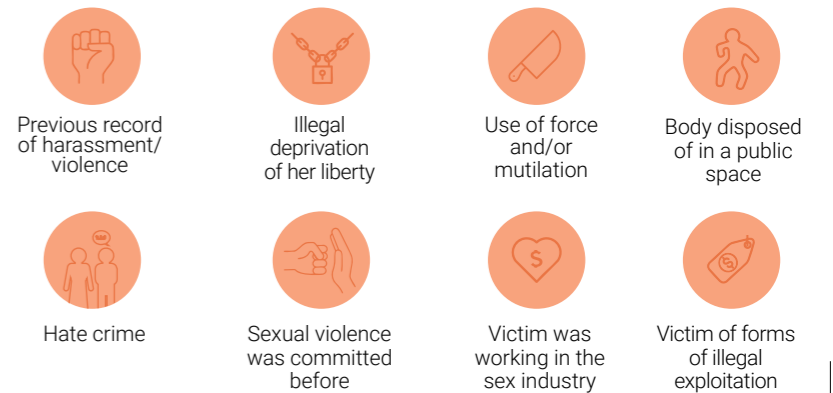 Previous record
of harassment/
violence
Illegal
deprivation
of her liberty
Use of force
and/or
mutilation
Body disposed
of in a public
space
Hate crime
Sexual violence
was committed
before
$
Victim was
working in the
sex industry
Victim of forms
of illegal
exploitation